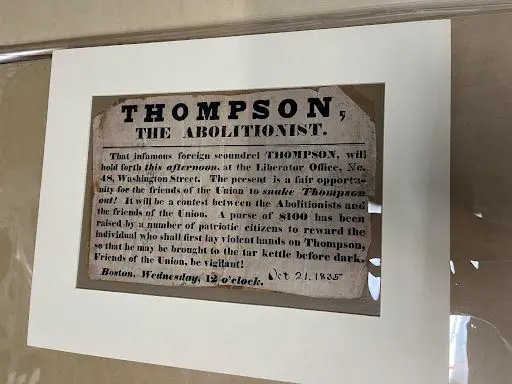 THOMPSON,
THE ABOLITIONIST.
That infamous foreign scoundrel THOMPSON, will
hold forth this afternoon, at the Liberator Office, No.
48, Washington Street. The present is a fair opportu-
nity for the friends of the Union to snake Thompson
out! It will be a contest between the Abolitionists and
the friends of the Union. A purse of $100 has been
raised by a number of patriotic citizens to reward the
individual who shall first lay violent hands on Thompson,
so that he may be brought to the tar kettle before dark.
Friends of the Union, be vigilant!
Boston, Wednesday, 12 o'clock. Oct 21. 1835